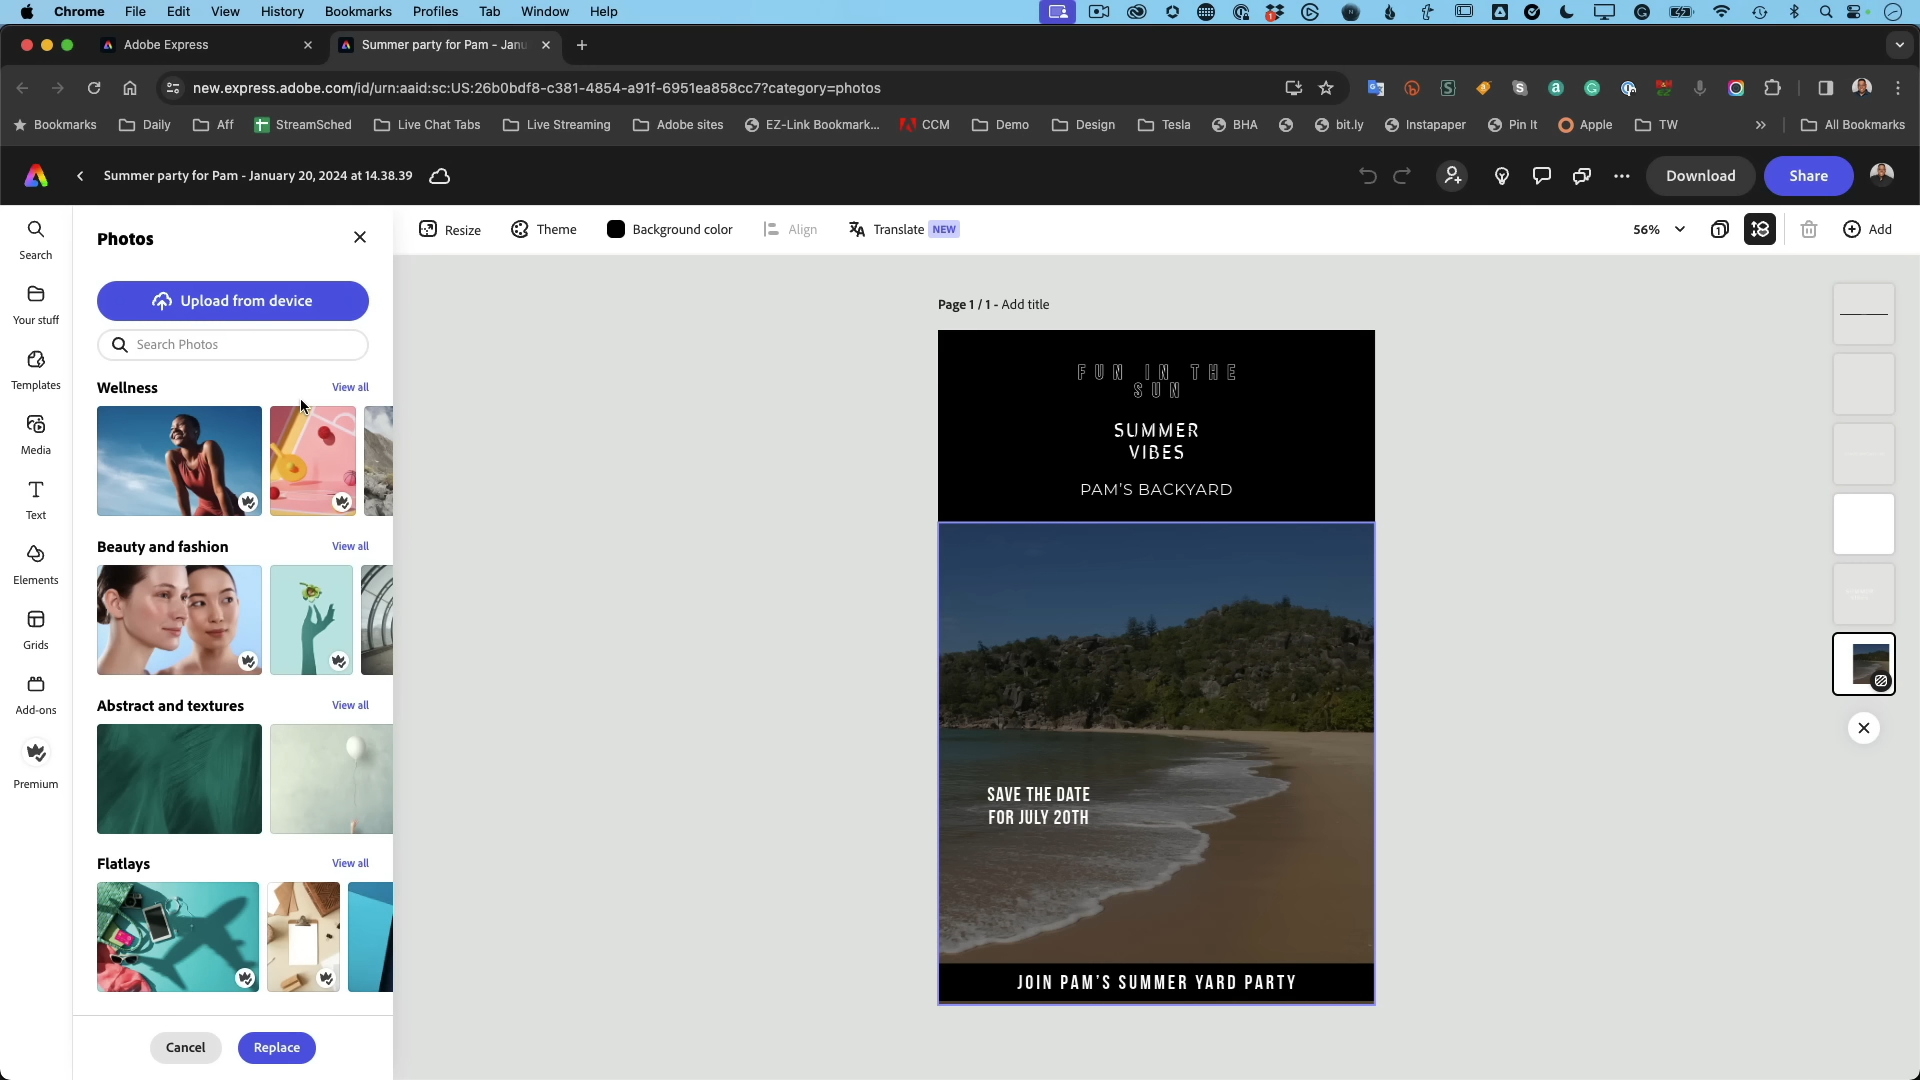 Chrome File Edit View History Bookmarks Profiles Tab Window Help
Adobe Express
Summer party for Pam - Janu
new.express.adobe.com/id/urn:aaid:sc:US:26b0bdf8-c381-4854-a91f-6951ea858cc7?category=photos
Bookmarks Daily Aff StreamSched Live Chat Tabs Live Streaming Adobe sites EZ-Link Bookmark... CCM Demo Design Tesla BHA bit.ly Instapaper Pin It Apple TW All Bookmarks
Summer party for Pam - January 20, 2024 at 14.38.39
Download
Share
Search
Your stuff
Templates
Media
Text
Elements
Grids
Add-ons
Premium
Photos
Upload from device
Search Photos
Wellness View all
Beauty and fashion View all
Abstract and textures View all
Flatlays View all
Cancel Replace
Resize Theme Background color Align Translate NEW
56%
1
Add
Page 1 / 1 - Add title
FUN IN THE
SUN
SUMMER
VIBES
PAM'S BACKYARD
SAVE THE DATE
FOR JULY 20TH
JOIN PAM'S SUMMER YARD PARTY